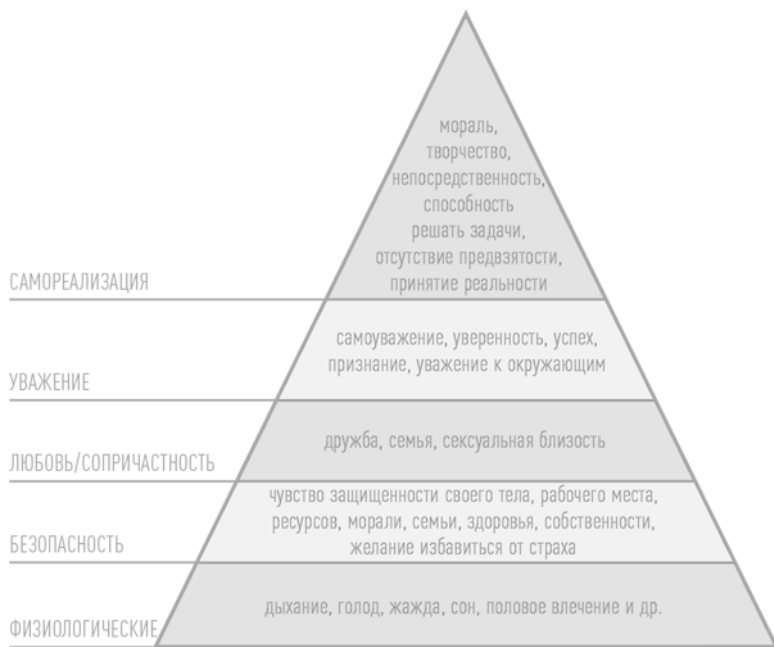 мораль,
творчество,
непосредственность,
способность
решать задачи,
отсутствие предвзятости,
принятие реальности
САМОРЕАЛИЗАЦИЯ
самоуважение, уверенность, успех,
признание, уважение к окружающим
УВАЖЕНИЕ
дружба, семья, сексуальная близость
ЛЮБОВЬ/СОПРИЧАСТНОСТЬ
чувство защищенности своего тела, рабочего места,
ресурсов, морали, семьи, здоровья, собственности,
желание избавиться от страха
БЕЗОПАСНОСТЬ
дыхание, голод, жажда, сон, половое влечение и др.
ФИЗИОЛОГИЧЕСКИЕ